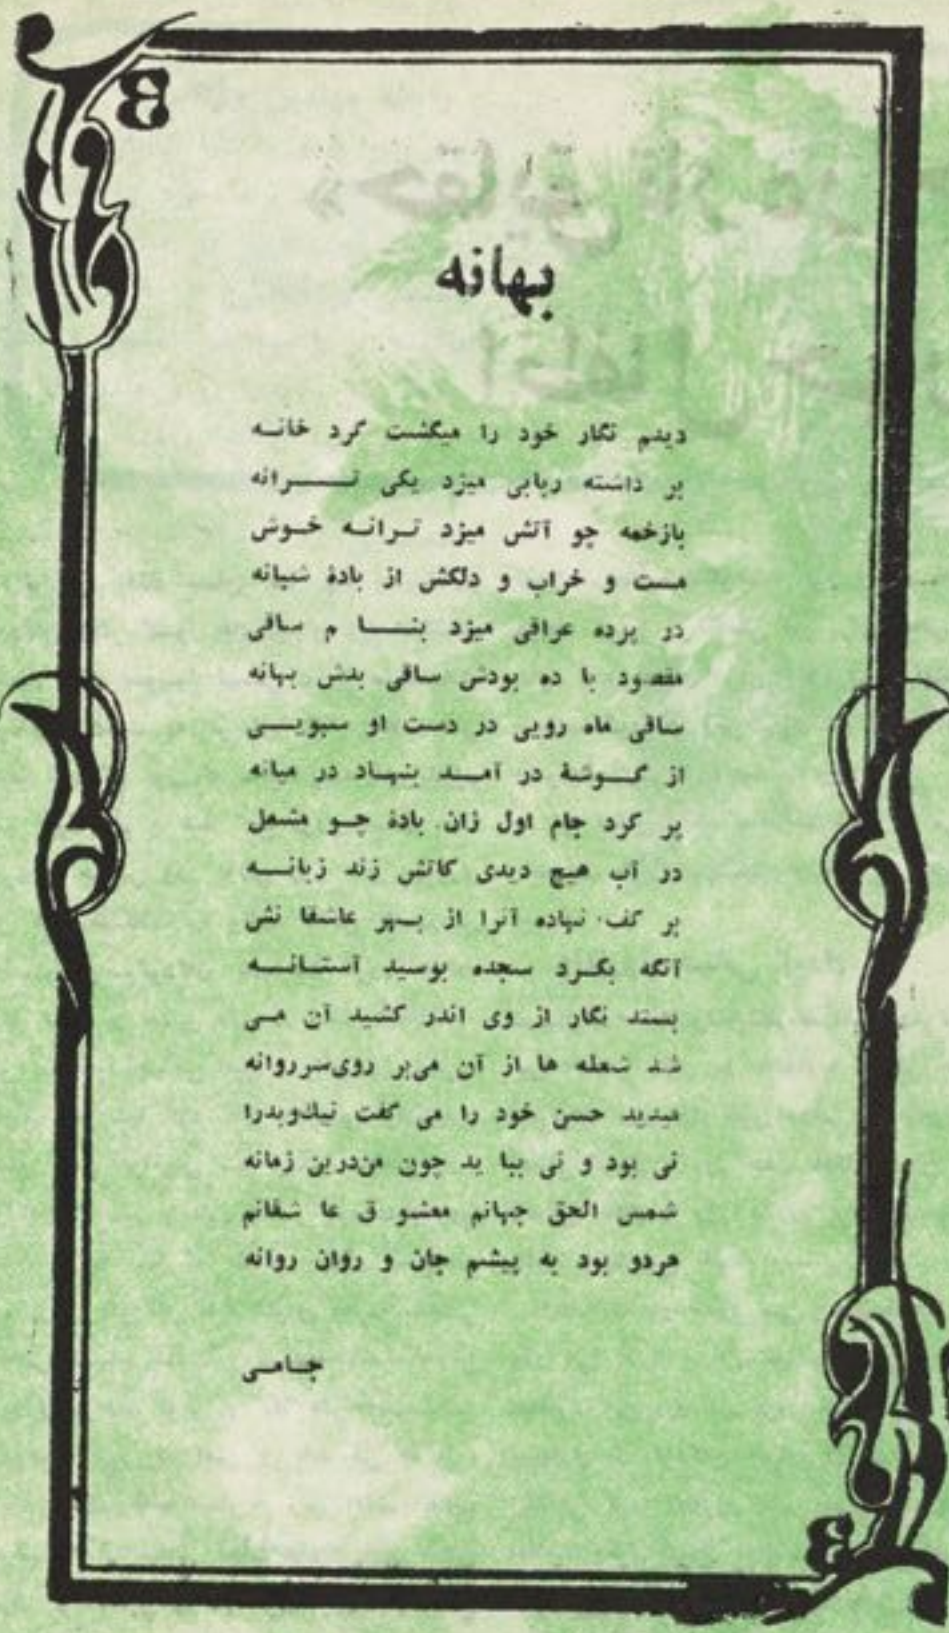 بهانه
دیدم نگار خود را میگشت گرد خانه
بر داشته ربابی میزد یکی ترانه
بازخمه چو آتش میزد ترانه خوش
مست و خراب و دلکش از بادهٔ شبانه
در پرده عراقی میزد بنا م ساقی
مقصود با ده بودش ساقی بدش بهانه
ساقی ماه رویی در دست او سبویی
از گوشهٔ در آمد بنهاد در میانه
پر کرد جام اول زان بادهٔ چو مشعل
در آب هیچ دیدی کاتش زند زبانه
بر کف نهاده آنرا از بهر عاشقا نش
آنگه بکرد سجده بوسید آستانه
بستد نگار از وی اندر کشید آن می
شد شعله ها از آن می‌بر روی‌سرروانه
میدید حسن خود را می گفت نیک‌وبدرا
نی بود و نی بیا ید چون من‌درین زمانه
شمس الحق جهانم معشو ق عا شقانم
هردو بود به پیشم جان و روان روانه
جامی